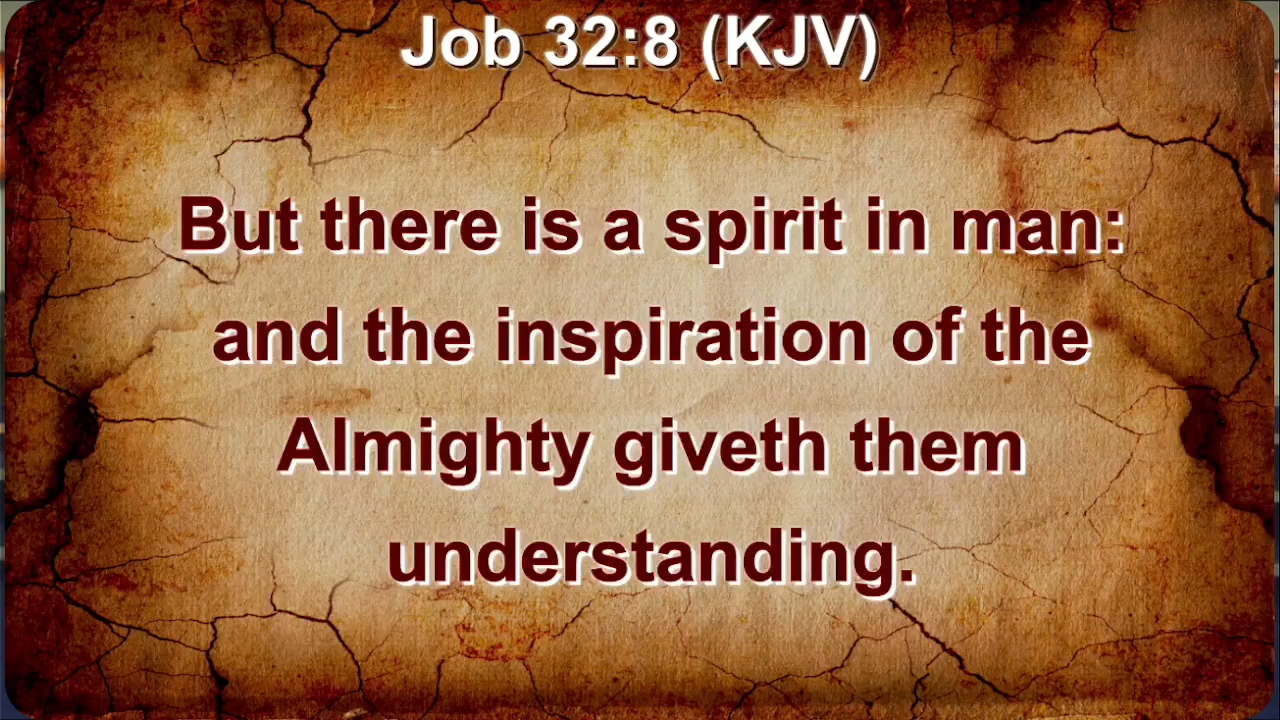 Job 32:8 (KJV)
But there is a spirit in man:
and the inspiration of the
Almighty giveth them
understanding.